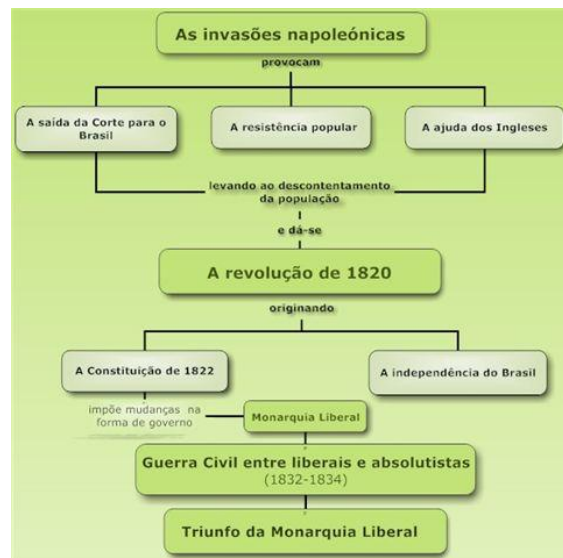 As invasões napoleónicas
provocam
A saída da Corte para o
Brasil
A resistência popular
A ajuda dos Ingleses
levando ao descontentamento
da população
e dá-se
A revolução de 1820
originando
A Constituição de 1822
A independência do Brasil
impõe mudanças na
forma de governo
Monarquia Liberal
Guerra Civil entre liberais e absolutistas
(1832-1834)
Triunfo da Monarquia Liberal